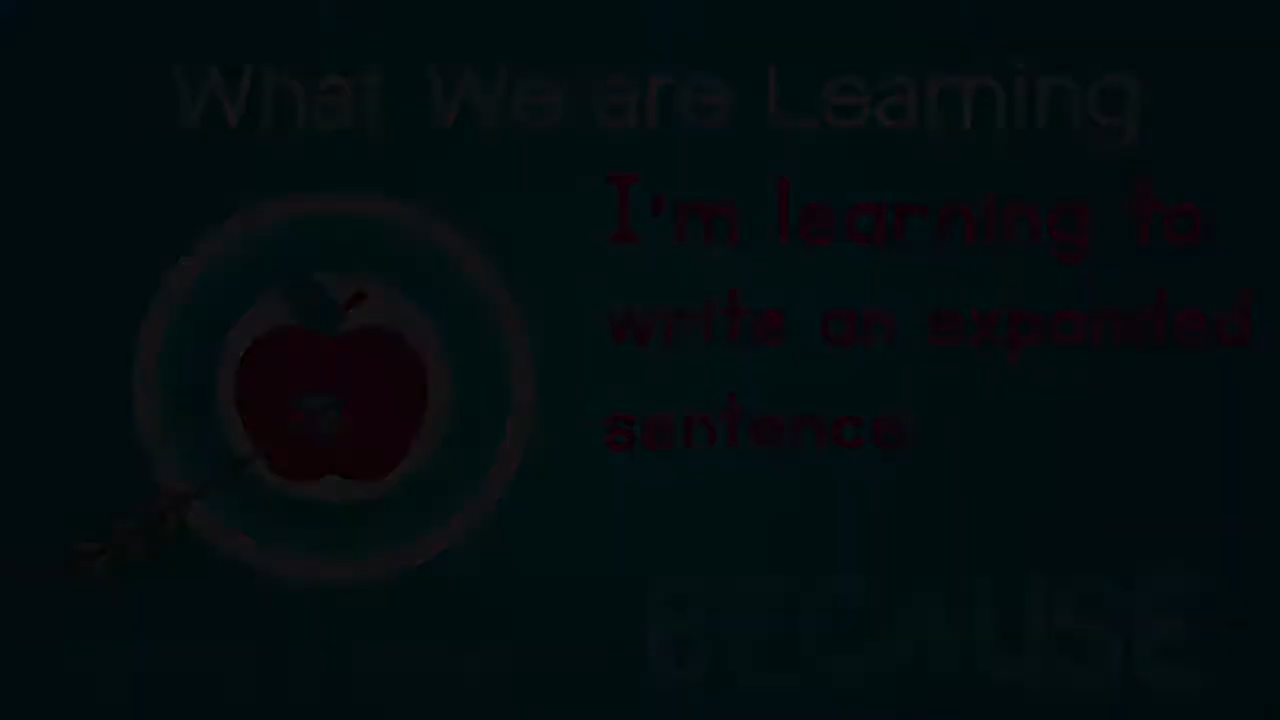 What We are Learning
I'm learning to
write an expanded
sentence
BECAUSE